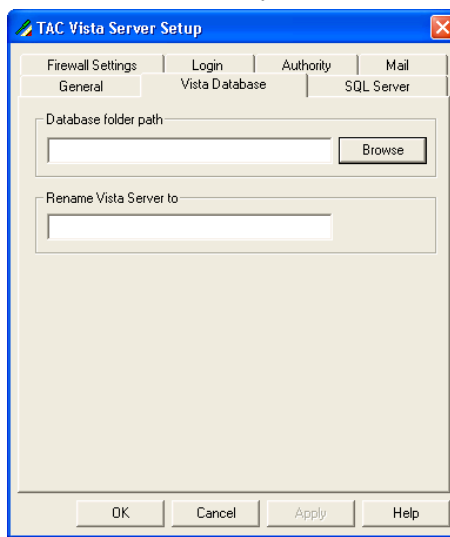 TAC Vista Server Setup
Firewall Settings Login Authority Mail
General Vista Database SQL Server
Database folder path
Browse
Rename Vista Server to
OK Cancel Apply Help